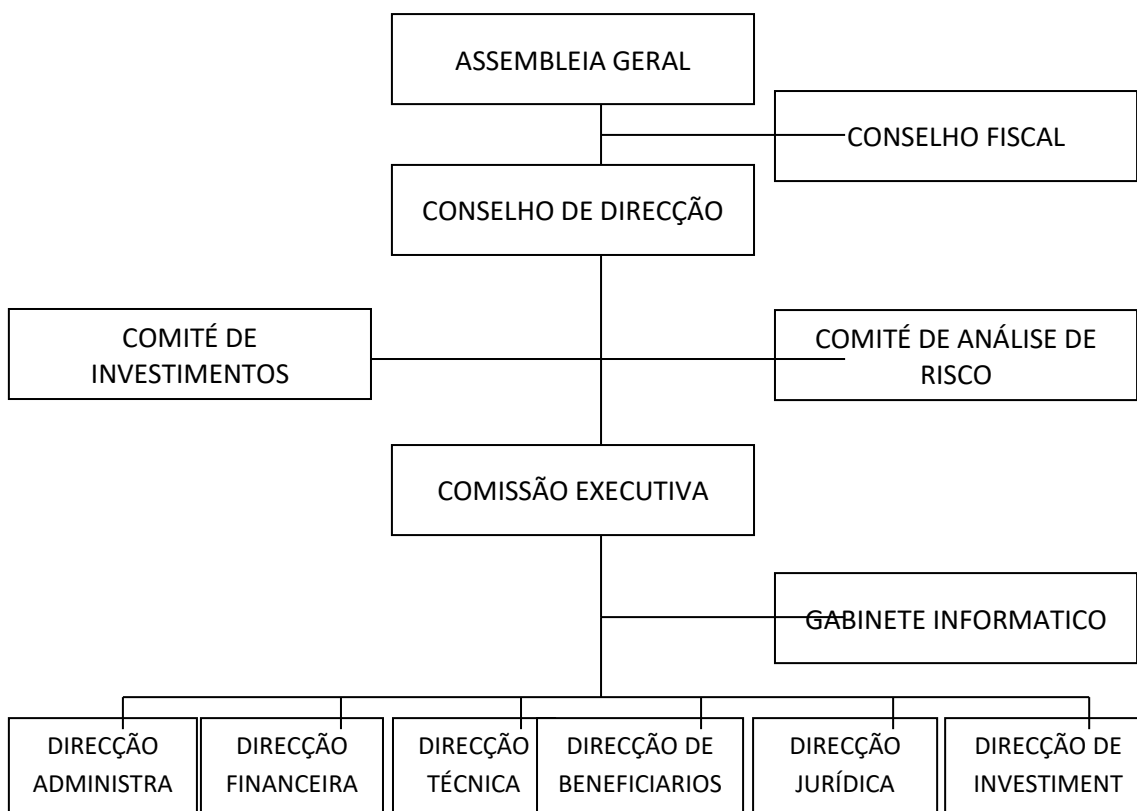 ASSEMBLEIA GERAL
CONSELHO FISCAL
CONSELHO DE DIRECÇÃO
COMITÉ DE
INVESTIMENTOS
COMITÉ DE ANÁLISE DE
RISCO
COMISSÃO EXECUTIVA
GABINETE INFORMATICO
DIRECÇÃO
ADMINISTRA
DIRECÇÃO
FINANCEIRA
DIRECÇÃO
TÉCNICA
DIRECÇÃO DE
BENEFICIARIOS
DIRECÇÃO
JURÍDICA
DIRECÇÃO DE
INVESTIMENT